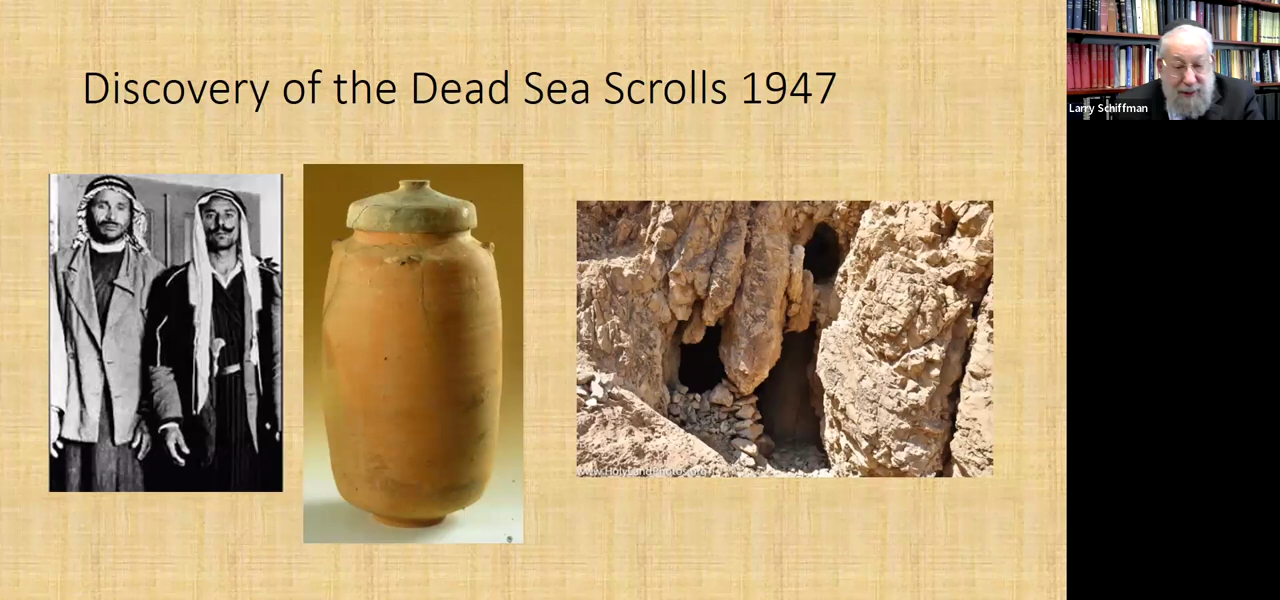 Discovery of the Dead Sea Scrolls 1947
Larry Schiffman
www.HolyLandPhotos.org